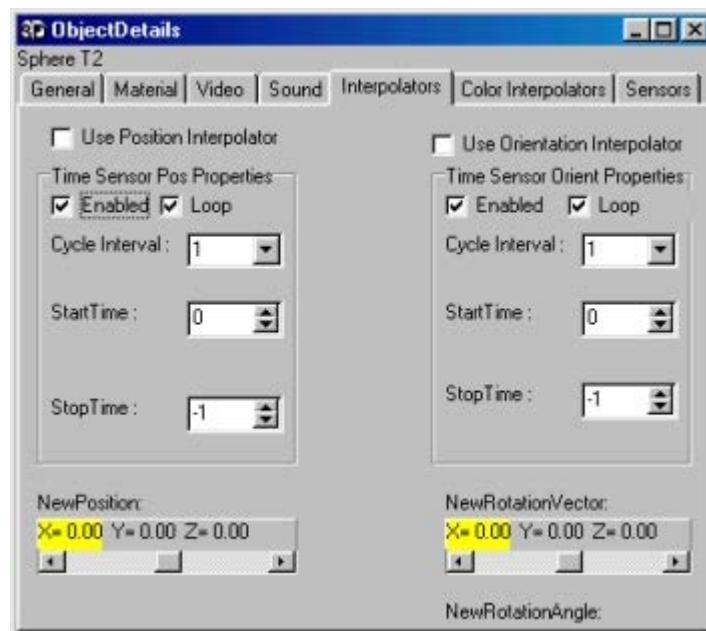 3D ObjectDetails
Sphere T2
General Material Video Sound Interpolators Color Interpolators Sensors
Use Position Interpolator
Use Orientation Interpolator
Time Sensor Pos Properties
Enabled Loop
Cycle Interval : 1
StartTime : 0
StopTime : -1
Time Sensor Orient Properties
Enabled Loop
Cycle Interval : 1
StartTime : 0
StopTime : -1
NewPosition:
X= 0.00 Y= 0.00 Z= 0.00
NewRotationVector:
X= 0.00 Y= 0.00 Z= 0.00
NewRotationAngle: